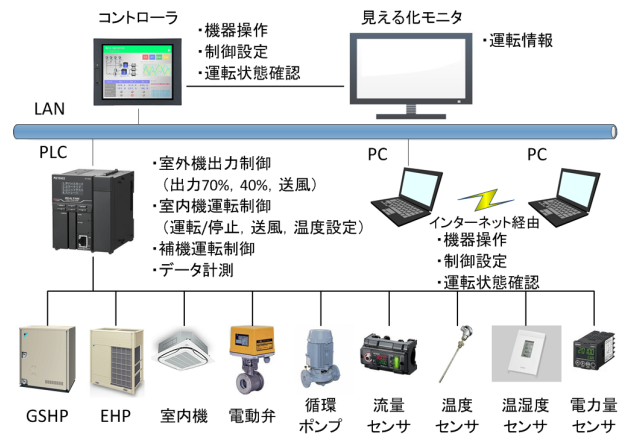 コントローラ
・機器操作
・制御設定
・運転状態確認
見える化モニタ
・運転情報
LAN
PLC
・室外機出力制御
（出力70%, 40%, 送風）
・室内機運転制御
（運転/停止, 送風, 温度設定）
・補機運転制御
・データ計測
PC
PC
インターネット経由
・機器操作
・制御設定
・運転状態確認
GSHP
EHP
室内機
電動弁
循環
ポンプ
流量
センサ
温度
センサ
温湿度
センサ
電力量
センサ